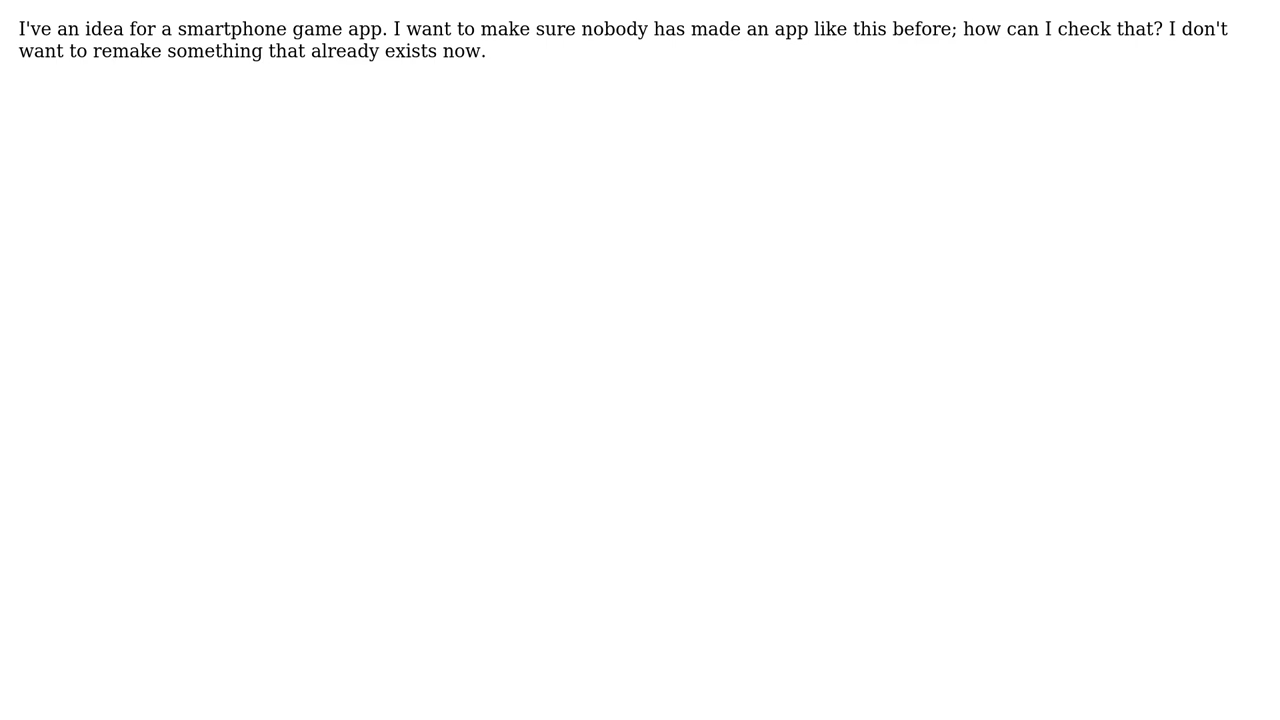 I've an idea for a smartphone game app. I want to make sure nobody has made an app like this before; how can I check that? I don't
want to remake something that already exists now.